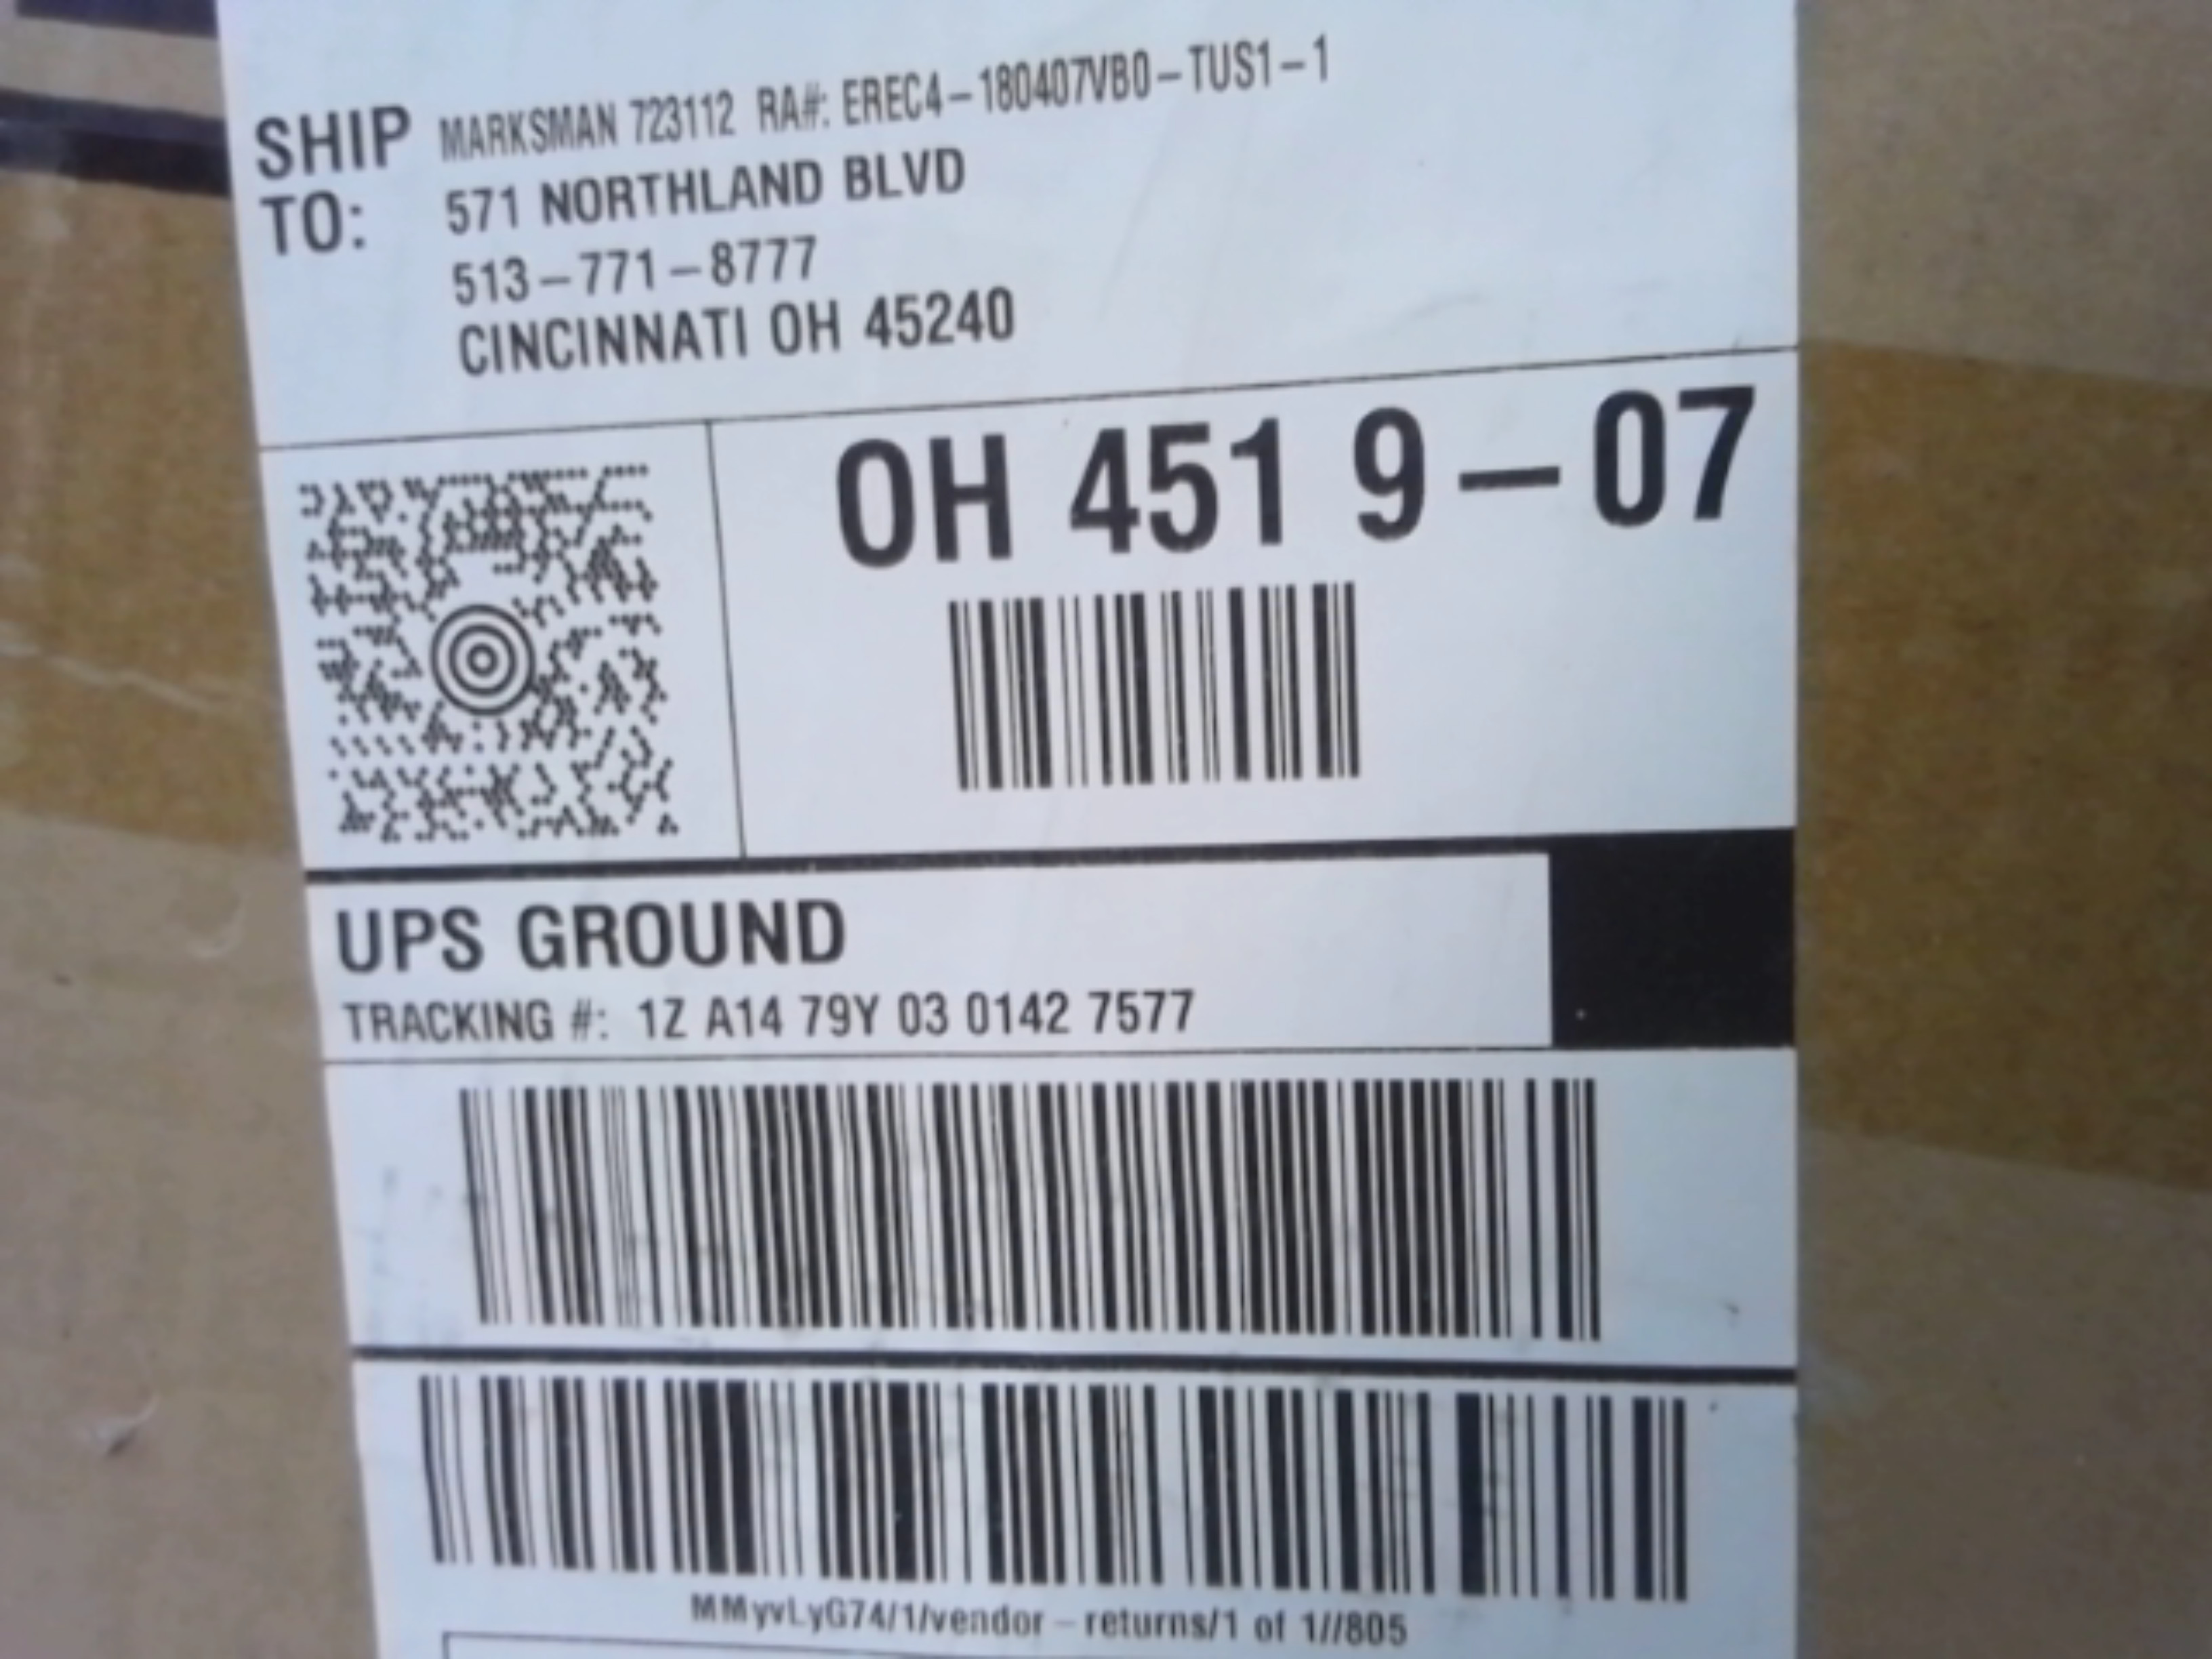 SHIP TO:
MARKSMAN 723112 RA#: EREC4-180407VB0-TUS1-1
571 NORTHLAND BLVD
513-771-8777
CINCINNATI OH 45240
OH 451 9-07
UPS GROUND
TRACKING #: 1Z A14 79Y 03 0142 7577
MMyvLyG74/1/vendor-returns/1 of 1//805